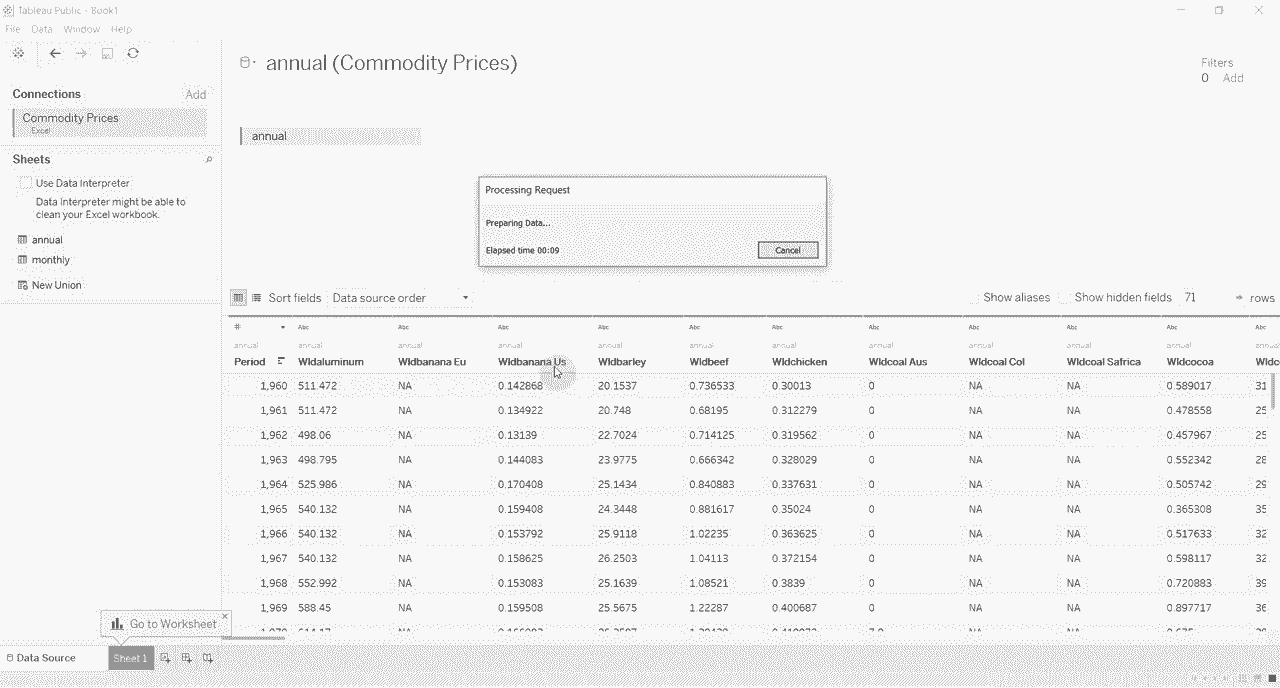 Tableau Public - Book1
File Data Window Help
Connections Add
Commodity Prices
Excel
Sheets
Use Data Interpreter
Data Interpreter might be able to
clean your Excel workbook.
annual
monthly
New Union
annual (Commodity Prices)
Filters
0 Add
annual
Processing Request
Preparing Data...
Elapsed time 00:09 Cancel
Sort fields Data source order Show aliases Show hidden fields 71 rows
# Abc Abc Abc Abc Abc Abc Abc Abc Abc Abc Abc
annual annual annual annual annual annual annual annual annual annual annual annual
Period Wldaluminum Wldbanana Eu Wldbanana Us Wldbarley Wldbeef Wldchicken Wldcoal Aus Wldcoal Col Wldcoal Safrica Wldcocoa Wldc
1,960 511.472 NA 0.142868 20.1537 0.736533 0.30013 0 NA NA 0.589017 31
1,961 511.472 NA 0.134922 20.748 0.68195 0.312279 0 NA NA 0.478558 25
1,962 498.06 NA 0.13139 22.7024 0.714125 0.319562 0 NA NA 0.457967 25
1,963 498.795 NA 0.144083 23.9775 0.666342 0.328029 0 NA NA 0.552342 28
1,964 525.986 NA 0.170408 25.1434 0.840883 0.337631 0 NA NA 0.505742 29
1,965 540.132 NA 0.159408 24.3448 0.881617 0.35024 0 NA NA 0.365308 35
1,966 540.132 NA 0.153792 25.9118 1.02235 0.363625 0 NA NA 0.517633 32
1,967 540.132 NA 0.158625 26.2503 1.04113 0.372154 0 NA NA 0.598117 32
1,968 552.992 NA 0.153083 25.1639 1.08521 0.3839 0 NA NA 0.720883 39
1,969 588.45 NA 0.159508 25.5675 1.22287 0.400687 0 NA NA 0.897717 36
Go to Worksheet
Data Source Sheet 1